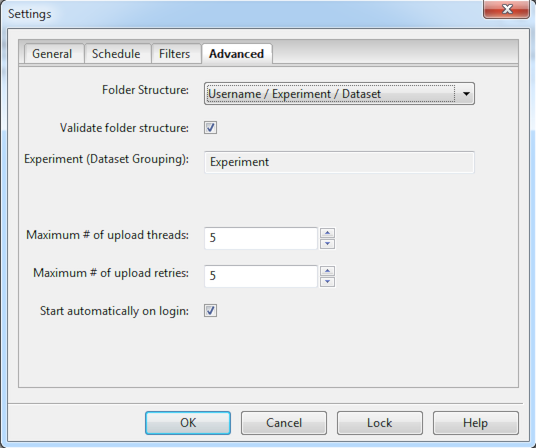 Settings
General Schedule Filters Advanced
Folder Structure: Username / Experiment / Dataset
Validate folder structure:
Experiment (Dataset Grouping): Experiment
Maximum # of upload threads: 5
Maximum # of upload retries: 5
Start automatically on login:
OK Cancel Lock Help